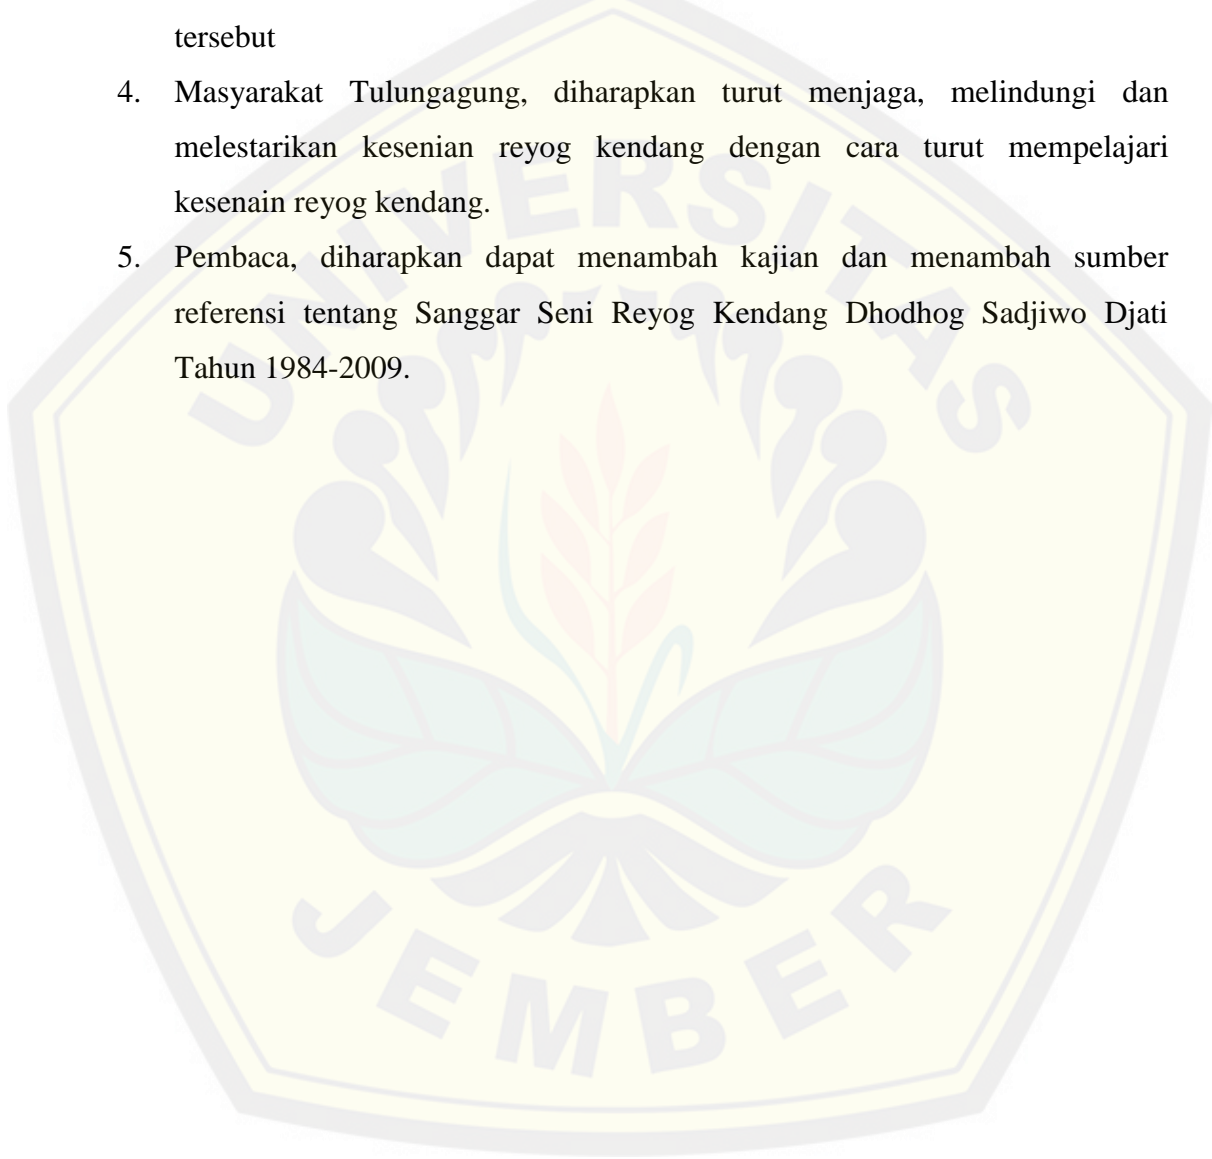 tersebut
4. Masyarakat Tulungagung, diharapkan turut menjaga, melindungi dan
melestarikan kesenian reyog kendang dengan cara turut mempelajari
kesenain reyog kendang.
5. Pembaca, diharapkan dapat menambah kajian dan menambah sumber
referensi tentang Sanggar Seni Reyog Kendang Dhodhog Sadjiwo Djati
Tahun 1984-2009.
UNIVERSITAS
JEMBER